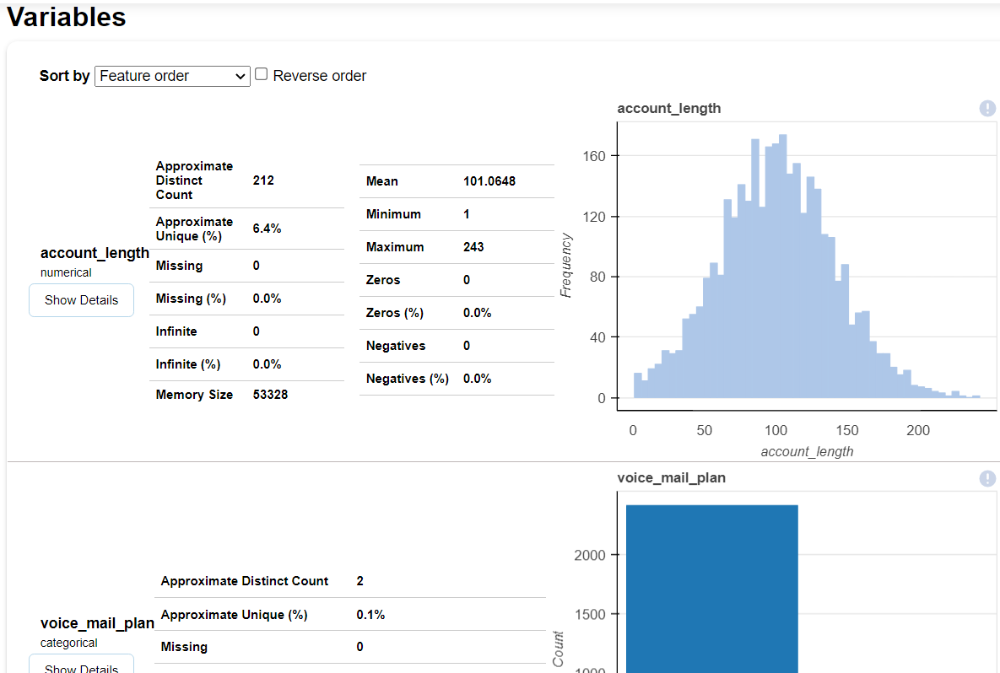 Variables
Sort by Feature order Reverse order
account_length
numerical
Show Details
Approximate
Distinct
Count
212
Approximate
Unique (%)
6.4%
Missing 0
Missing (%) 0.0%
Infinite 0
Infinite (%) 0.0%
Memory Size 53328
Mean 101.0648
Minimum 1
Maximum 243
Zeros 0
Zeros (%) 0.0%
Negatives 0
Negatives (%) 0.0%
account_length
!
Frequency
160
120
80
40
0
0 50 100 150 200
account_length
voice_mail_plan
categorical
Show Details
Approximate Distinct Count 2
Approximate Unique (%) 0.1%
Missing 0
voice_mail_plan
!
Count
2000
1500
1000